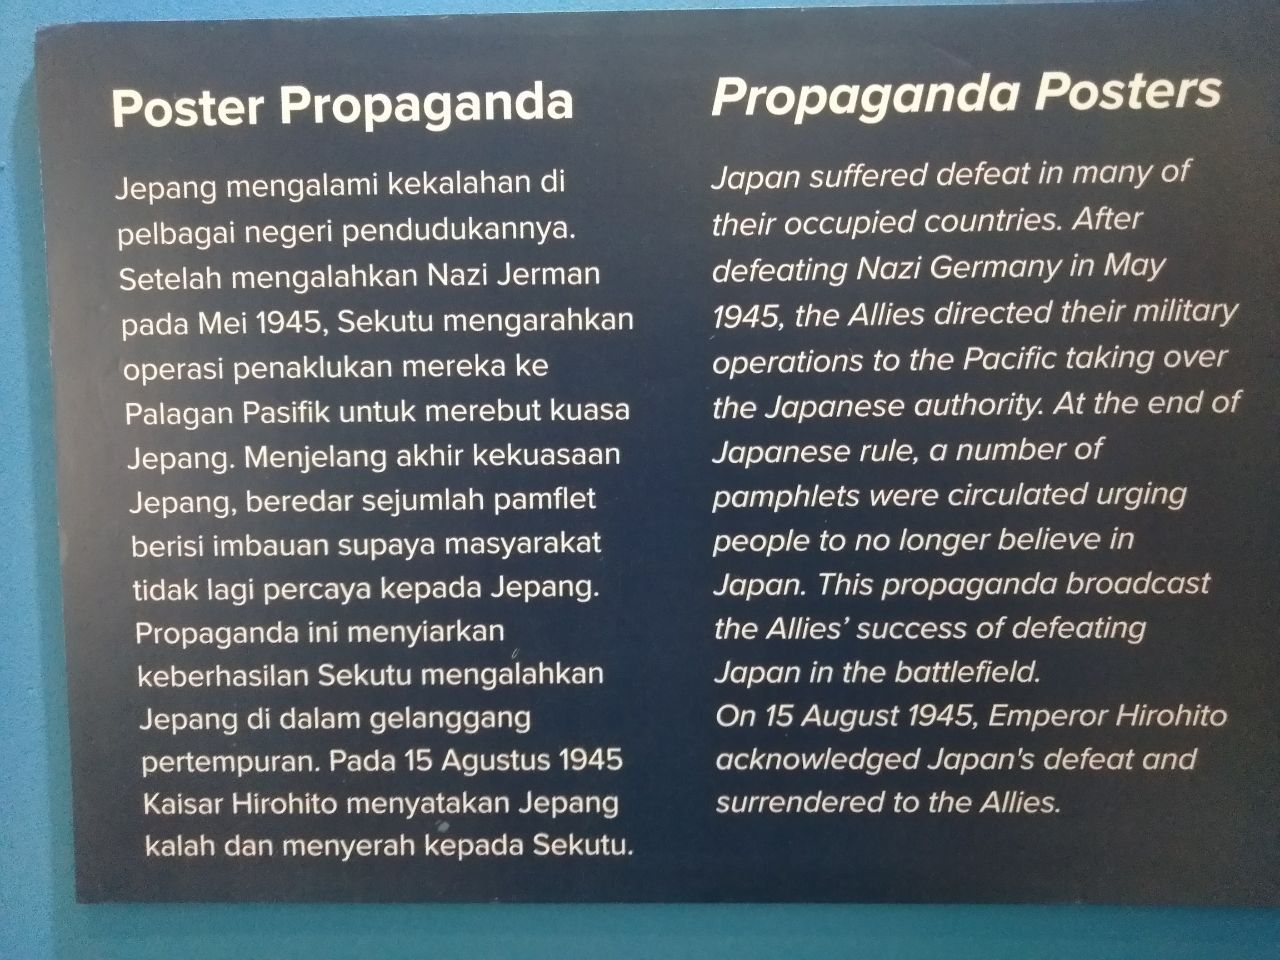 Poster Propaganda
Jepang mengalami kekalahan di
pelbagai negeri pendudukannya.
Setelah mengalahkan Nazi Jerman
pada Mei 1945, Sekutu mengarahkan
operasi penaklukan mereka ke
Palagan Pasifik untuk merebut kuasa
Jepang. Menjelang akhir kekuasaan
Jepang, beredar sejumlah pamflet
berisi imbauan supaya masyarakat
tidak lagi percaya kepada Jepang.
Propaganda ini menyiarkan
keberhasilan Sekutu mengalahkan
Jepang di dalam gelanggang
pertempuran. Pada 15 Agustus 1945
Kaisar Hirohito menyatakan Jepang
kalah dan menyerah kepada Sekutu.
Propaganda Posters
Japan suffered defeat in many of
their occupied countries. After
defeating Nazi Germany in May
1945, the Allies directed their military
operations to the Pacific taking over
the Japanese authority. At the end of
Japanese rule, a number of
pamphlets were circulated urging
people to no longer believe in
Japan. This propaganda broadcast
the Allies’ success of defeating
Japan in the battlefield.
On 15 August 1945, Emperor Hirohito
acknowledged Japan's defeat and
surrendered to the Allies.